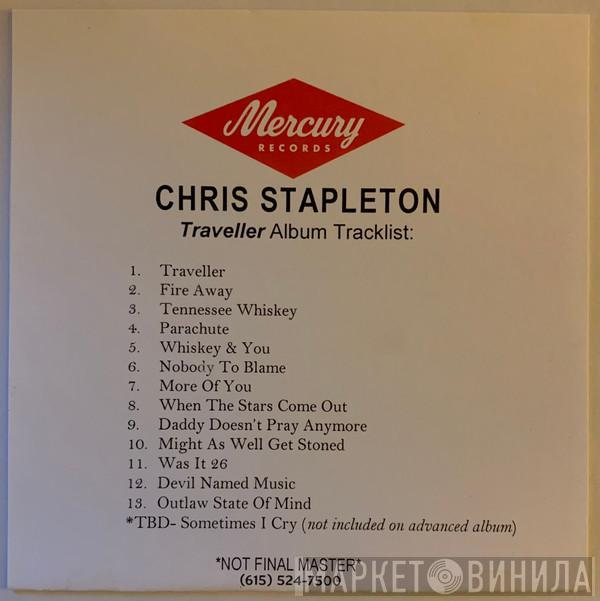 Mercury
RECORDS
CHRIS STAPLETON
Traveller Album Tracklist:
1. Traveller
2. Fire Away
3. Tennessee Whiskey
4. Parachute
5. Whiskey & You
6. Nobody To Blame
7. More Of You
8. When The Stars Come Out
9. Daddy Doesn't Pray Anymore
10. Might As Well Get Stoned
11. Was It 26
12. Devil Named Music
13. Outlaw State Of Mind
*TBD- Sometimes I Cry (not included on advanced album)
*NOT FINAL MASTER*
(615) 524-7500
МАРКЕТ ВИНИЛА